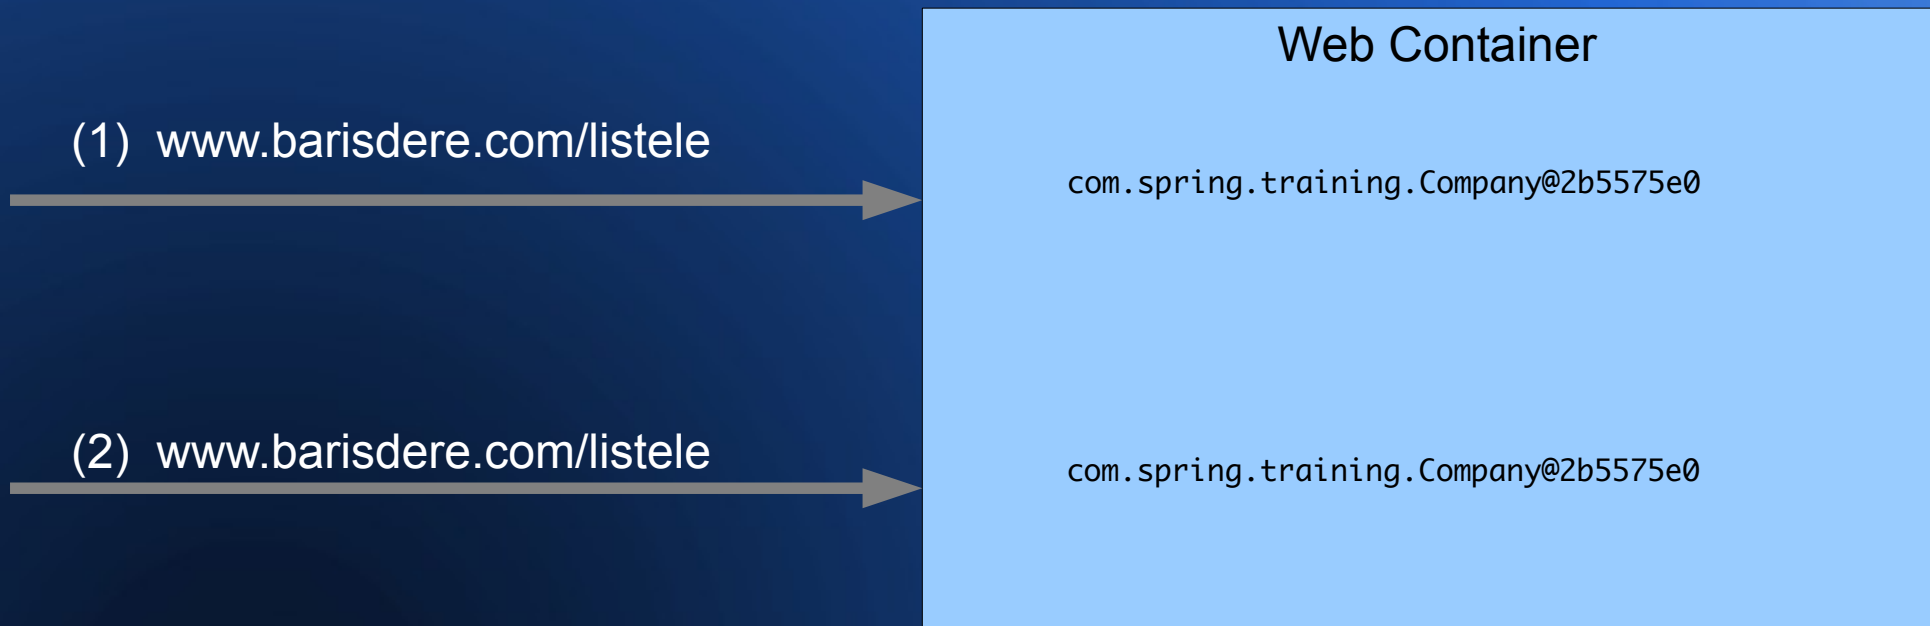 Web Container
(1) www.barisdere.com/listele
com.spring.training.Company@2b5575e0
(2) www.barisdere.com/listele
com.spring.training.Company@2b5575e0